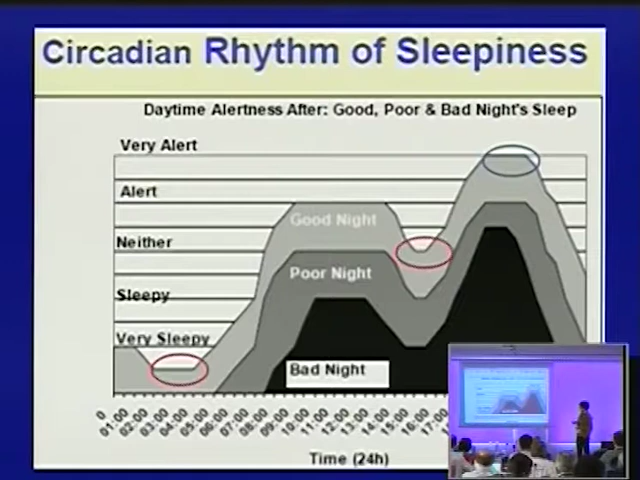 Circadian Rhythm of Sleepiness
Daytime Alertness After: Good, Poor & Bad Night's Sleep
Very Alert
Alert
Good Night
Neither
Poor Night
Sleepy
Very Sleepy
Bad Night
0 01:00 02:00 03:00 04:00 05:00 06:00 07:00 08:00 09:00 10:00 11:00 12:00 13:00 14:00 15:00 16:00
Time (24h)